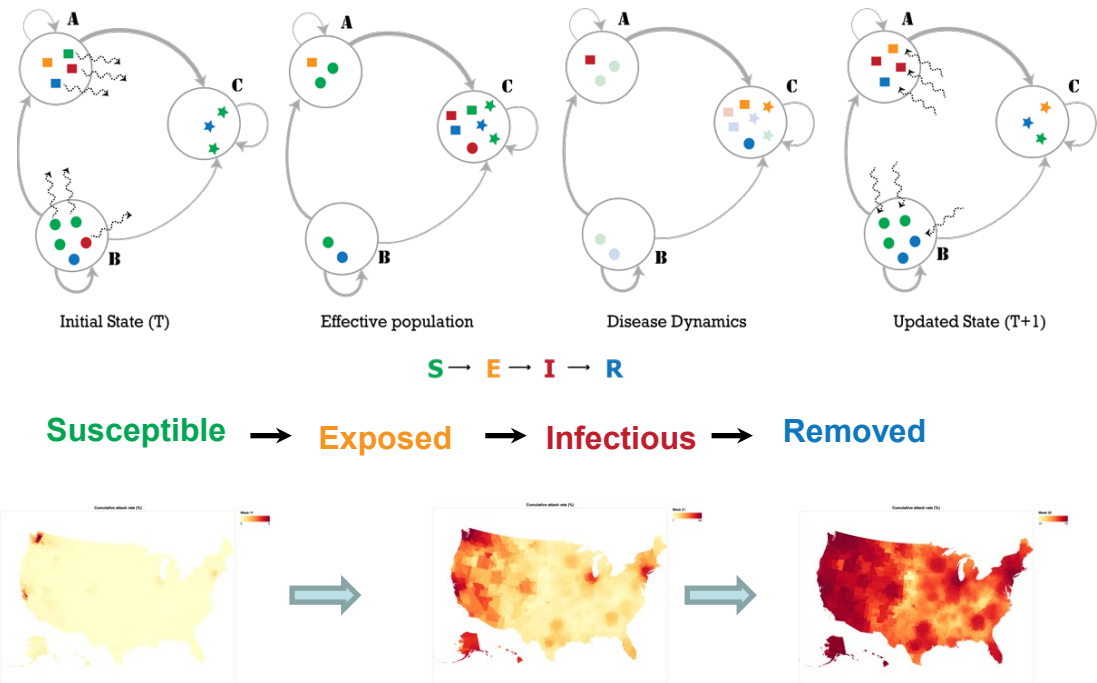 A
C
B
Initial State (T)
A
C
B
Effective population
A
C
B
Disease Dynamics
A
C
B
Updated State (T+1)
S → E → I → R
Susceptible → Exposed → Infectious → Removed
Cumulative attack rate (%)
Cumulative attack rate (%)
Cumulative attack rate (%)